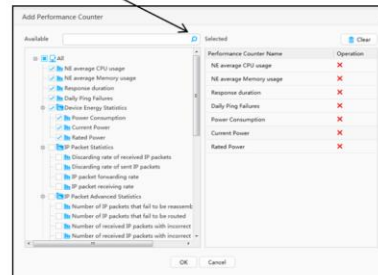 Add Performance Counter
Available
Selected
Clear
All
NE average CPU usage
NE average Memory usage
Response duration
Daily Ping Failures
Device Energy Statistics
Power Consumption
Current Power
Rated Power
IP Packet Statistics
Discarding rate of received IP packets
Discarding rate of sent IP packets
IP packet forwarding rate
IP packet receiving rate
IP Packet Advanced Statistics
Number of IP packets that fail to be reassemb
Number of IP packets that fail to be routed
Number of received IP packets with incorrect
Number of received IP packets with incorrect
Performance Counter Name
Operation
NE average CPU usage
NE average Memory usage
Response duration
Daily Ping Failures
Power Consumption
Current Power
Rated Power
OK
Cancel